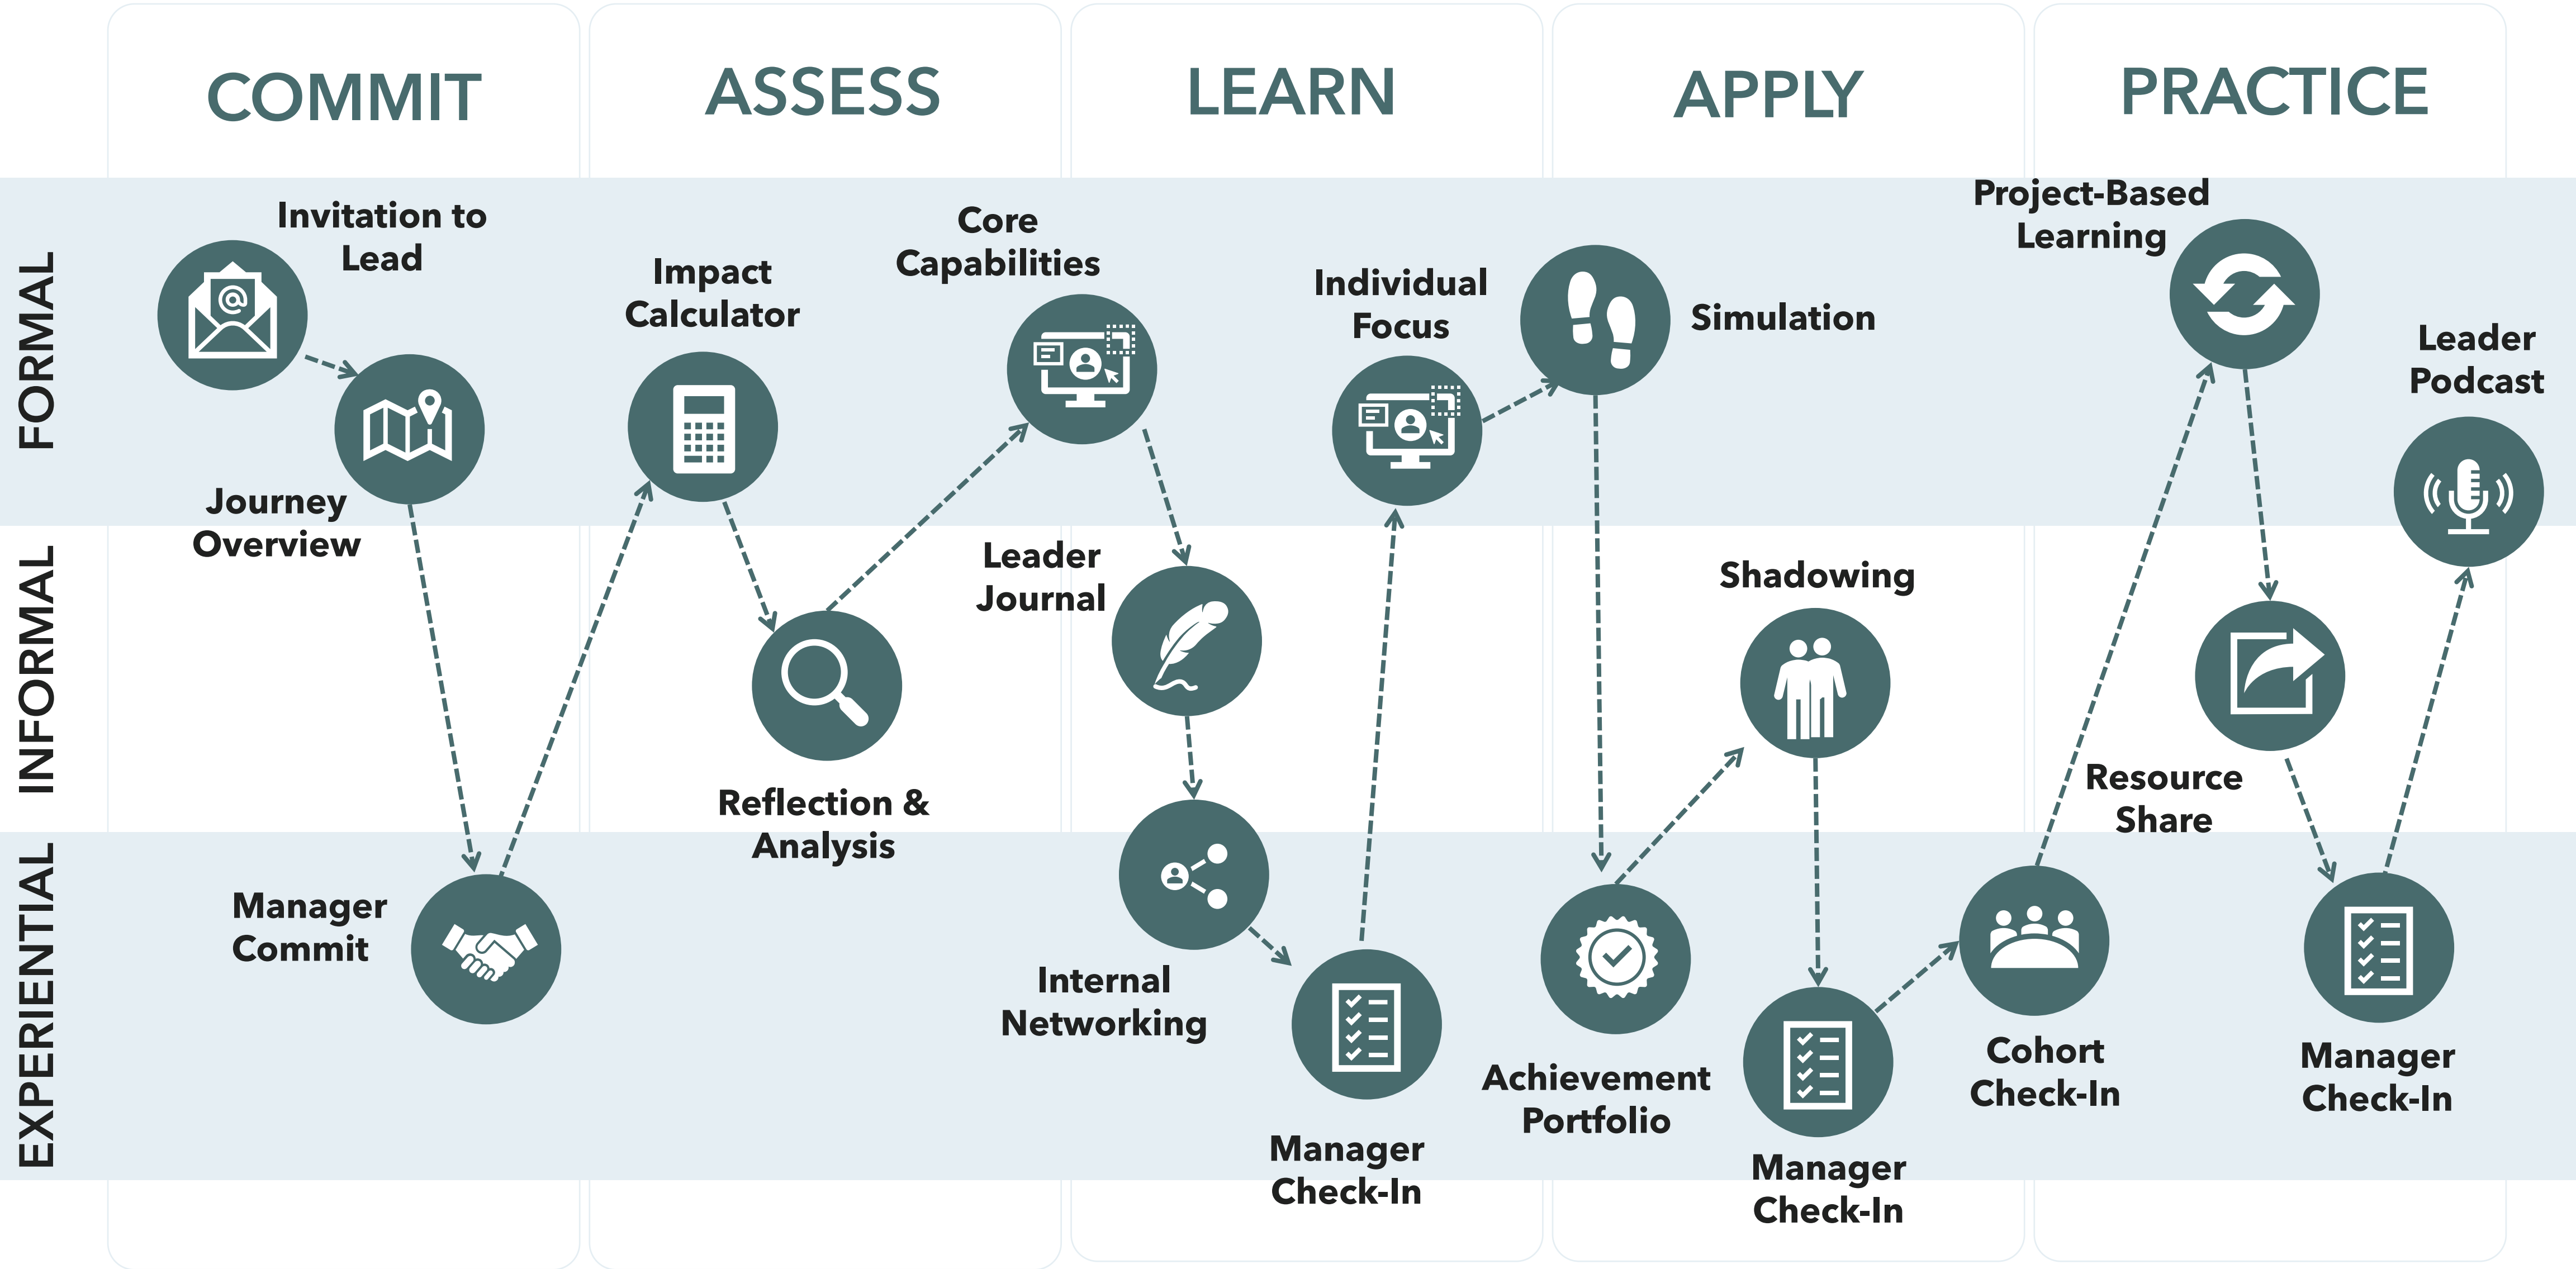 COMMIT
ASSESS
LEARN
APPLY
PRACTICE
FORMAL
Invitation to
Lead
Journey
Overview
Impact
Calculator
Core
Capabilities
Individual
Focus
Simulation
Project-Based
Learning
Leader
Podcast
INFORMAL
Reflection &
Analysis
Leader
Journal
Shadowing
Resource
Share
EXPERIENTIAL
Manager
Commit
Internal
Networking
Manager
Check-In
Achievement
Portfolio
Manager
Check-In
Cohort
Check-In
Manager
Check-In
@